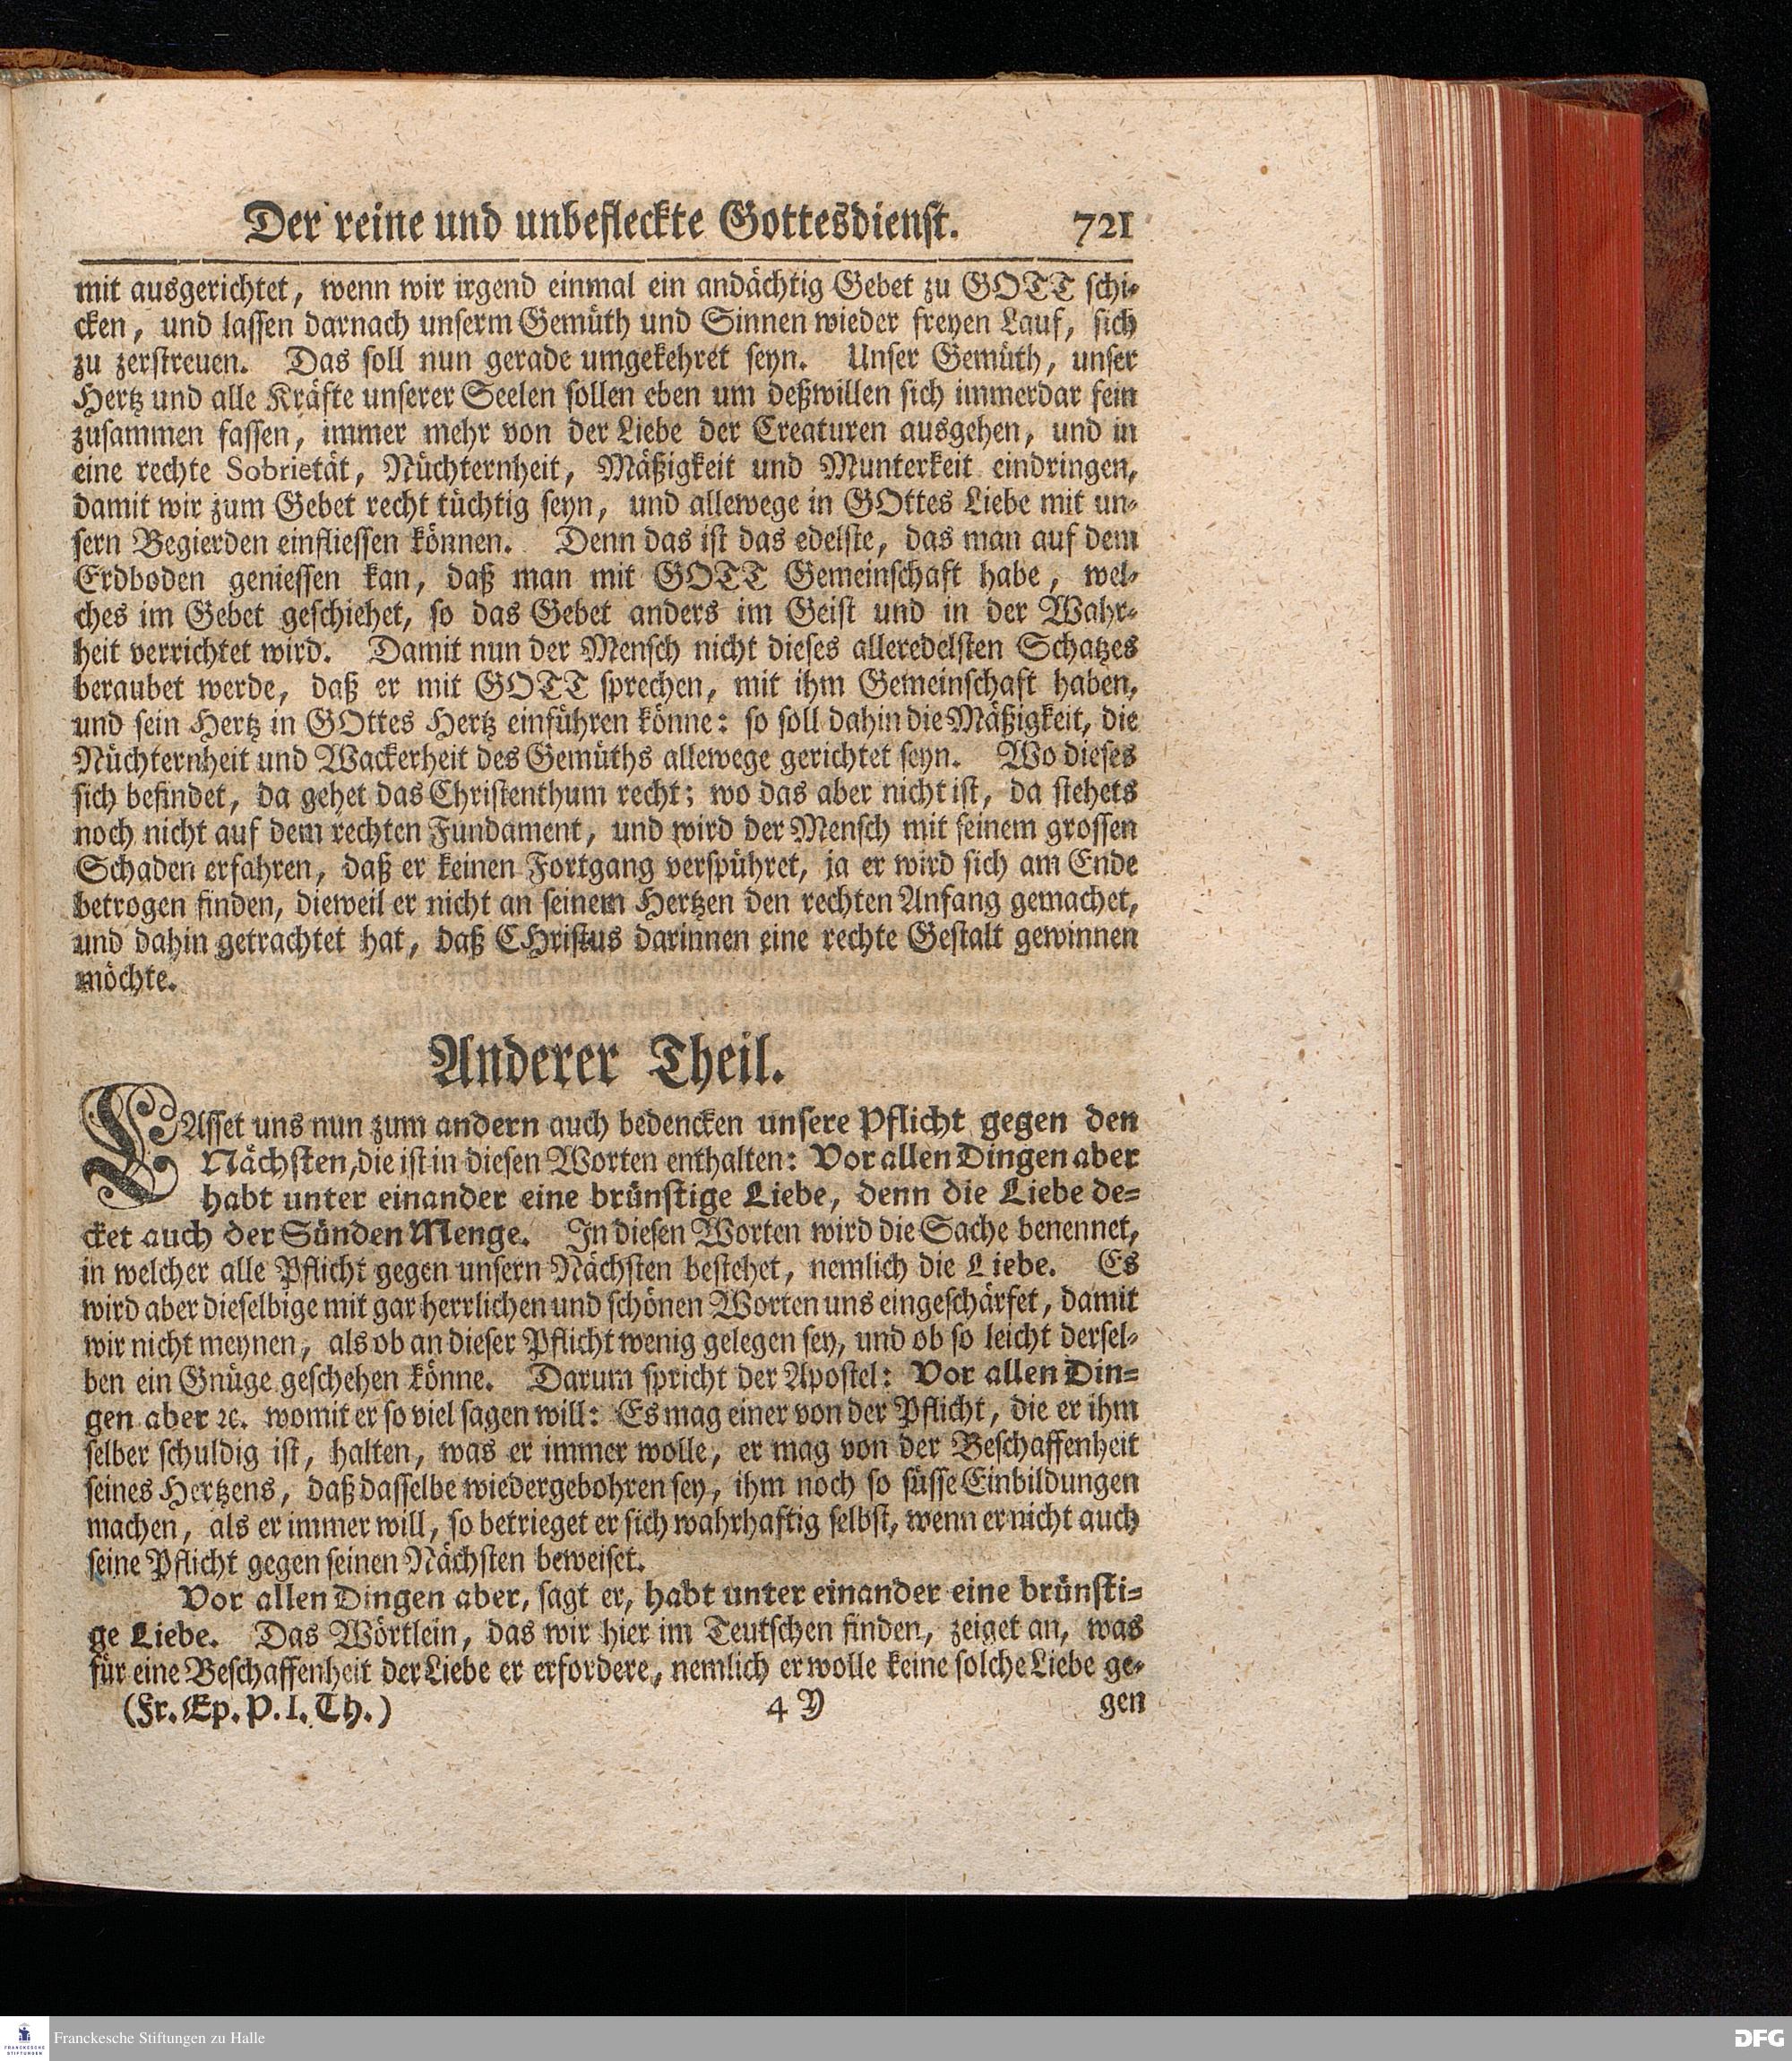 Der reine und unbefleckte Gottesdienst. 721
mit ausgerichtet, wenn wir irgend einmal ein andächtig Gebet zu GOTT schi-
cken, und lassen darnach unserm Gemüth und Sinnen wieder freyen Lauf, sich
zu zerstreuen. Das soll nun gerade umgekehret seyn. Unser Gemüth, unser
Hertz und alle Kräfte unserer Seelen sollen eben um deßwillen sich immerdar fein
zusammen fassen, immer mehr von der Liebe der Creaturen ausgehen, und in
eine rechte Sobrietät, Nüchternheit, Mäßigkeit und Munterkeit eindringen,
damit wir zum Gebet recht tüchtig seyn, und allewege in GOttes Liebe mit un-
sern Begierden einfliessen können. Denn das ist das edelste, das man auf dem
Erdboden geniessen kan, daß man mit GOTT Gemeinschaft habe, wel-
ches im Gebet geschiehet, so das Gebet anders im Geist und in der Wahr-
heit verrichtet wird. Damit nun der Mensch nicht dieses alleredelsten Schatzes
beraubet werde, daß er mit GOTT sprechen, mit ihm Gemeinschaft haben,
und sein Hertz in GOttes Hertz einführen könne: so soll dahin die Mäßigkeit, die
Nüchternheit und Wackerheit des Gemüths allewege gerichtet seyn. Wo dieses
sich befindet, da gehet das Christenthum recht; wo das aber nicht ist, da stehets
noch nicht auf dem rechten Fundament, und wird der Mensch mit seinem grossen
Schaden erfahren, daß er keinen Fortgang verspühret, ja er wird sich am Ende
betrogen finden, dieweil er nicht an seinem Hertzen den rechten Anfang gemachet,
und dahin getrachtet hat, daß CHristus darinnen eine rechte Gestalt gewinnen
möchte.
Anderer Theil.
LAsset uns nun zum andern auch bedencken unsere Pflicht gegen den
Nächsten, die ist in diesen Worten enthalten: Vor allen Dingen aber
habt unter einander eine brünstige Liebe, denn die Liebe de-
cket auch der Sünden Menge. In diesen Worten wird die Sache benennet,
in welcher alle Pflicht gegen unsern Nächsten bestehet, nemlich die Liebe. Es
wird aber dieselbige mit gar herrlichen und schönen Worten uns eingeschärfet, damit
wir nicht meynen, als ob an dieser Pflicht wenig gelegen sey, und ob so leicht dersel-
ben ein Gnüge geschehen könne. Darum spricht der Apostel: Vor allen Din-
gen aber ꝛc. womit er so viel sagen will: Es mag einer von der Pflicht, die er ihm
selber schuldig ist, halten, was er immer wolle, er mag von der Beschaffenheit
seines Hertzens, daß dasselbe wiedergebohren sey, ihm noch so süsse Einbildungen
machen, als er immer will, so betrieget er sich wahrhaftig selbst, wenn er nicht auch
seine Pflicht gegen seinen Nächsten beweiset.
Vor allen Dingen aber, sagt er, habt unter einander eine brünsti-
ge Liebe. Das Wörtlein, das wir hier im Teutschen finden, zeiget an, was
für eine Beschaffenheit der Liebe er erfordere, nemlich er wolle keine solche Liebe ge-
(Fr. Ep. P. I. Th.) 4 Y gen
FRANCKESCHE STIFTUNGEN
Franckesche Stiftungen zu Halle
DFG